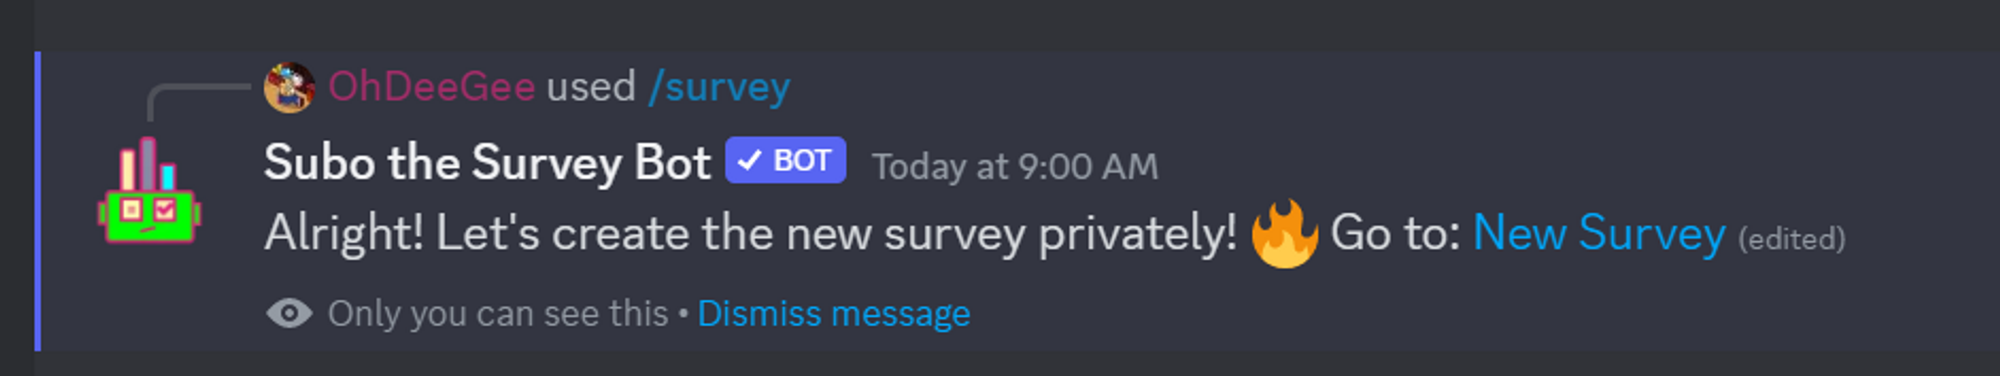 OhDeeGee used /survey
Subo the Survey Bot ✓ BOT Today at 9:00 AM
Alright! Let's create the new survey privately! 🔥 Go to: New Survey (edited)
Only you can see this • Dismiss message